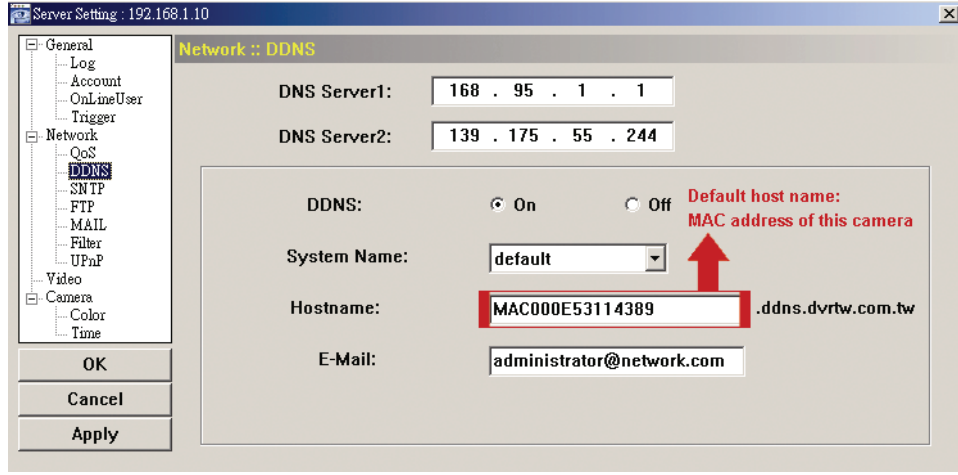 Server Setting : 192.168.1.10
General
Log
Account
OnLineUser
Trigger
Network
QoS
DDNS
SNTP
FTP
MAIL
Filter
UPnP
Video
Camera
Color
Time
OK
Cancel
Apply
Network :: DDNS
DNS Server1: 168 . 95 . 1 . 1
DNS Server2: 139 . 175 . 55 . 244
DDNS: On Off
Default host name:
MAC address of this camera
System Name: default
Hostname: MAC000E53114389 .ddns.dvrtw.com.tw
E-Mail: administrator@network.com